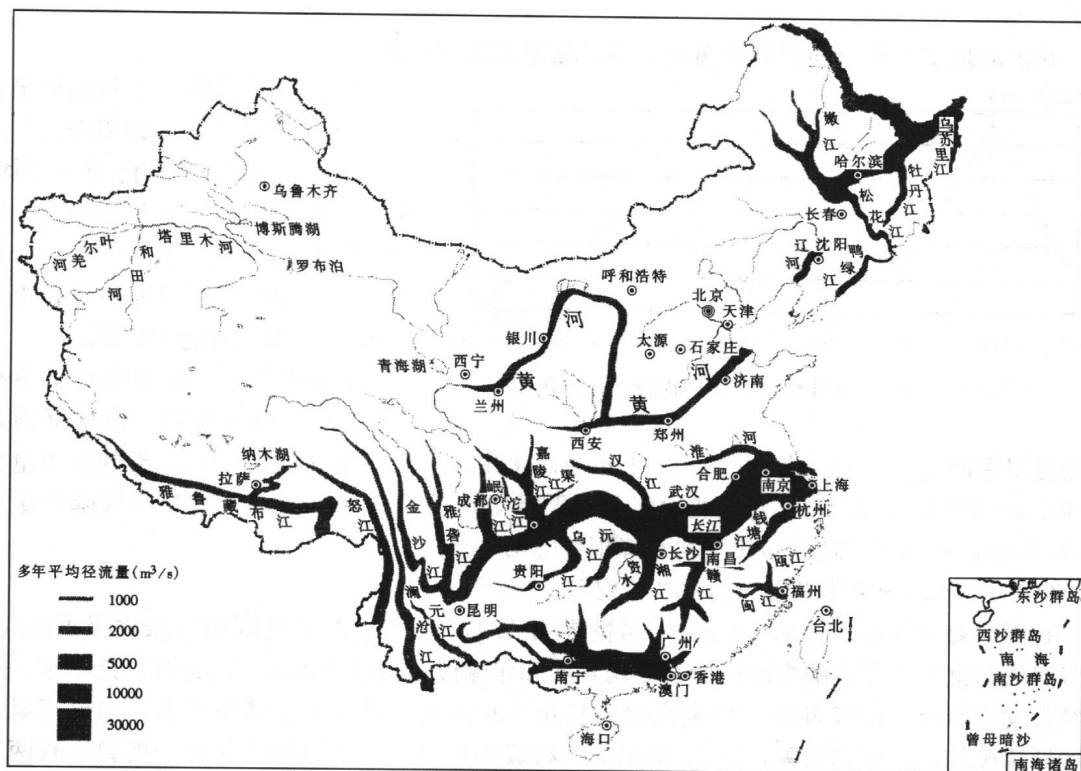 嫩江
乌苏里江
哈尔滨
牡丹江
松花江
长春
乌鲁木齐
博斯腾湖
塔里木河
叶尔羌河
和田河
罗布泊
辽河
沈阳
鸭绿江
呼和浩特
北京
天津
银川
河
太原
石家庄
青海湖
西宁
黄
河
济南
兰州
黄
西安
郑州
纳木湖
拉萨
雅鲁藏布江
怒江
金沙江
雅砻江
成都
岷江
沱江
嘉陵江
渠江
汉江
淮河
合肥
南京
上海
武汉
杭州
长江
钱塘江
乌江
沅江
资水
湘江
长沙
南昌
赣江
瓯江
贵阳
闽江
福州
澜沧江
元江
昆明
台北
广州
南宁
澳门
香港
海口
多年平均径流量(m³/s)
1000
2000
5000
10000
30000
广州
东沙群岛
西沙群岛
南海
南沙群岛
曾母暗沙
南海诸岛